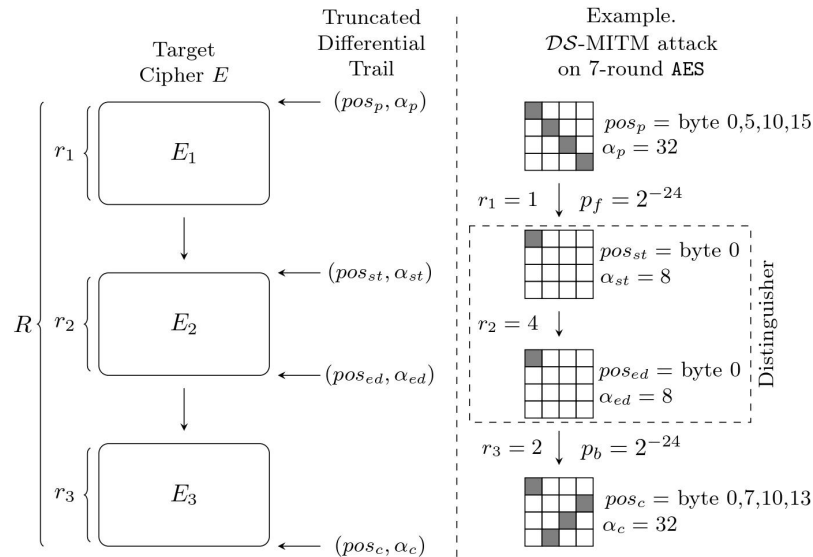 Target
Cipher E
Truncated
Differential
Trail
(pos_p, α_p)
r_1
E_1
(pos_st, α_st)
R
r_2
E_2
(pos_ed, α_ed)
r_3
E_3
(pos_c, α_c)
Example.
𝒟𝒮-MITM attack
on 7-round AES
pos_p = byte 0,5,10,15
α_p = 32
r_1 = 1
p_f = 2^{-24}
pos_st = byte 0
α_st = 8
r_2 = 4
Distinguisher
pos_ed = byte 0
α_ed = 8
r_3 = 2
p_b = 2^{-24}
pos_c = byte 0,7,10,13
α_c = 32